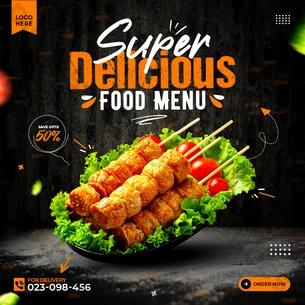 LOGO
HERE
Super
Delicious
FOOD MENU
SAVE UPTO
50%
FOR DELIVERY
023-098-456
ORDER NOW